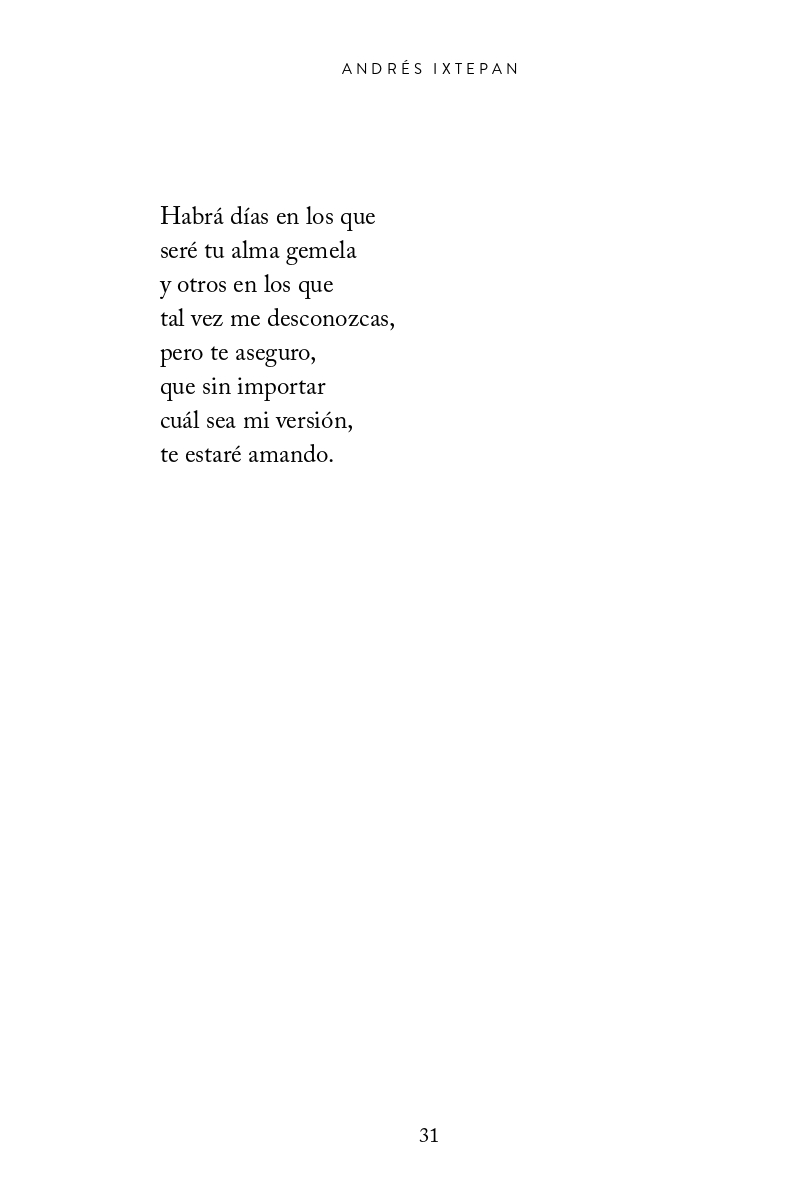 ANDRÉS IXTEPAN
Habrá días en los que
seré tu alma gemela
y otros en los que
tal vez me desconozcas,
pero te aseguro,
que sin importar
cuál sea mi versión,
te estaré amando.
31